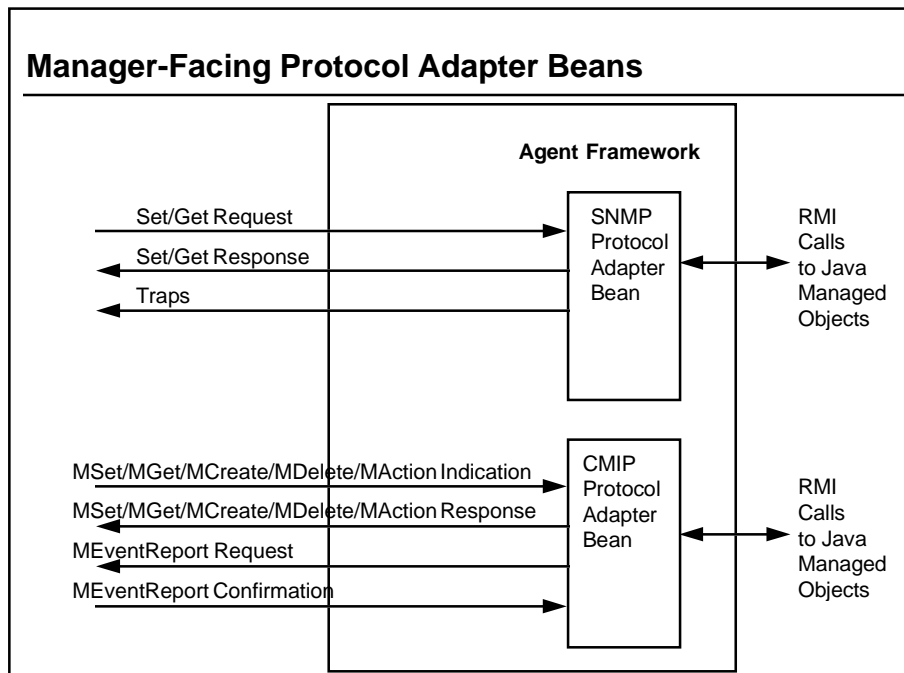 Manager-Facing Protocol Adapter Beans
Agent Framework
Set/Get Request
Set/Get Response
Traps
SNMP
Protocol
Adapter
Bean
RMI
Calls
to Java
Managed
Objects
MSet/MGet/MCreate/MDelete/MAction Indication
MSet/MGet/MCreate/MDelete/MAction Response
MEventReport Request
MEventReport Confirmation
CMIP
Protocol
Adapter
Bean
RMI
Calls
to Java
Managed
Objects